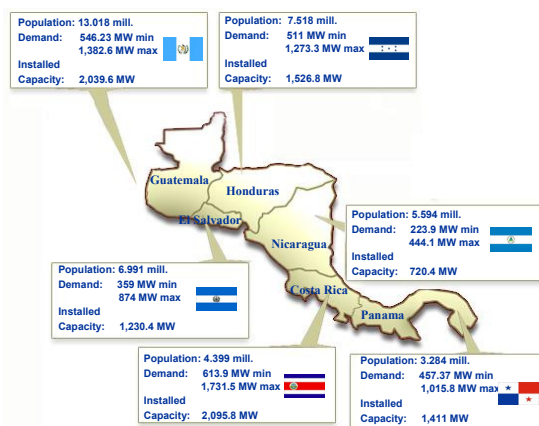 Population: 13.018 mill.
Demand: 546.23 MW min
1,382.6 MW max
Installed
Capacity: 2,039.6 MW
Population: 7.518 mill.
Demand: 511 MW min
1,273.3 MW max
Installed
Capacity: 1,526.8 MW
Guatemala
Honduras
El Salvador
Nicaragua
Costa Rica
Panama
Population: 5.594 mill.
Demand: 223.9 MW min
444.1 MW max
Installed
Capacity: 720.4 MW
Population: 6.991 mill.
Demand: 359 MW min
874 MW max
Installed
Capacity: 1,230.4 MW
Population: 4.399 mill.
Demand: 613.9 MW min
1,731.5 MW max
Installed
Capacity: 2,095.8 MW
Population: 3.284 mill.
Demand: 457.37 MW min
1,015.8 MW max
Installed
Capacity: 1,411 MW